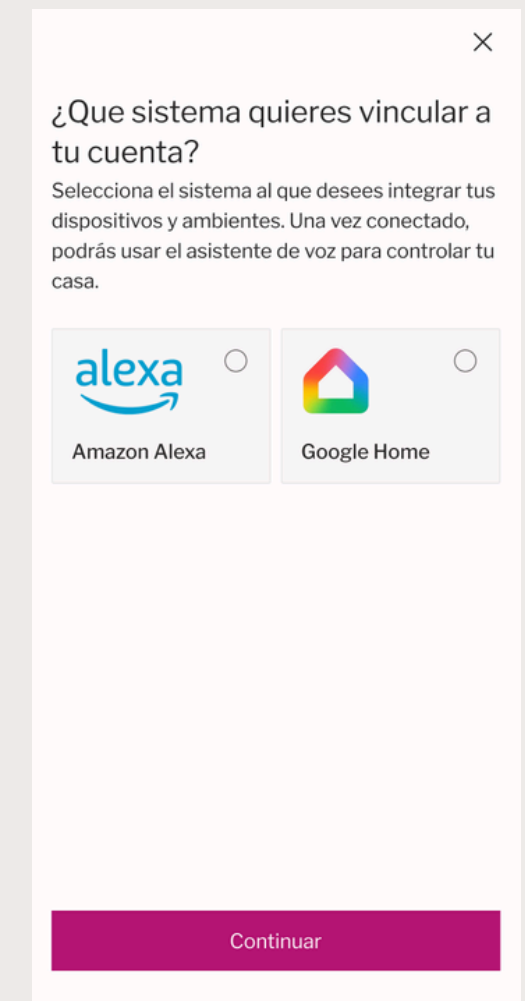 ¿Que sistema quieres vincular a
tu cuenta?
Selecciona el sistema al que desees integrar tus
dispositivos y ambientes. Una vez conectado,
podrás usar el asistente de voz para controlar tu
casa.
alexa
Amazon Alexa
Google Home
Continuar